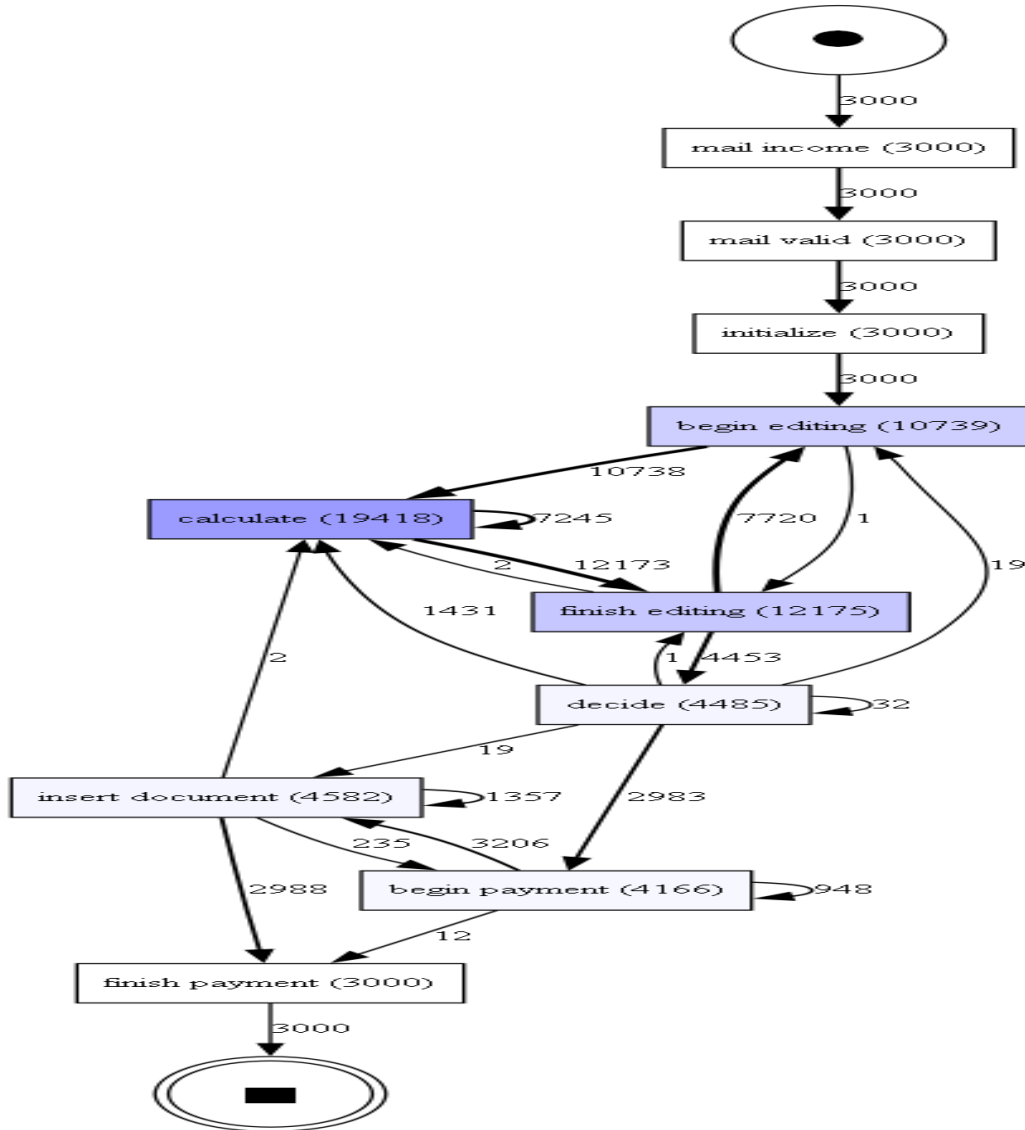 3000
mail income (3000)
3000
mail valid (3000)
3000
initialize (3000)
3000
begin editing (10739)
10738
calculate (19418)
7245
7720
1
2
12173
19
finish editing (12175)
1431
1
4453
2
decide (4485)
32
19
insert document (4582)
1357
2983
235
3206
2988
begin payment (4166)
948
12
finish payment (3000)
3000